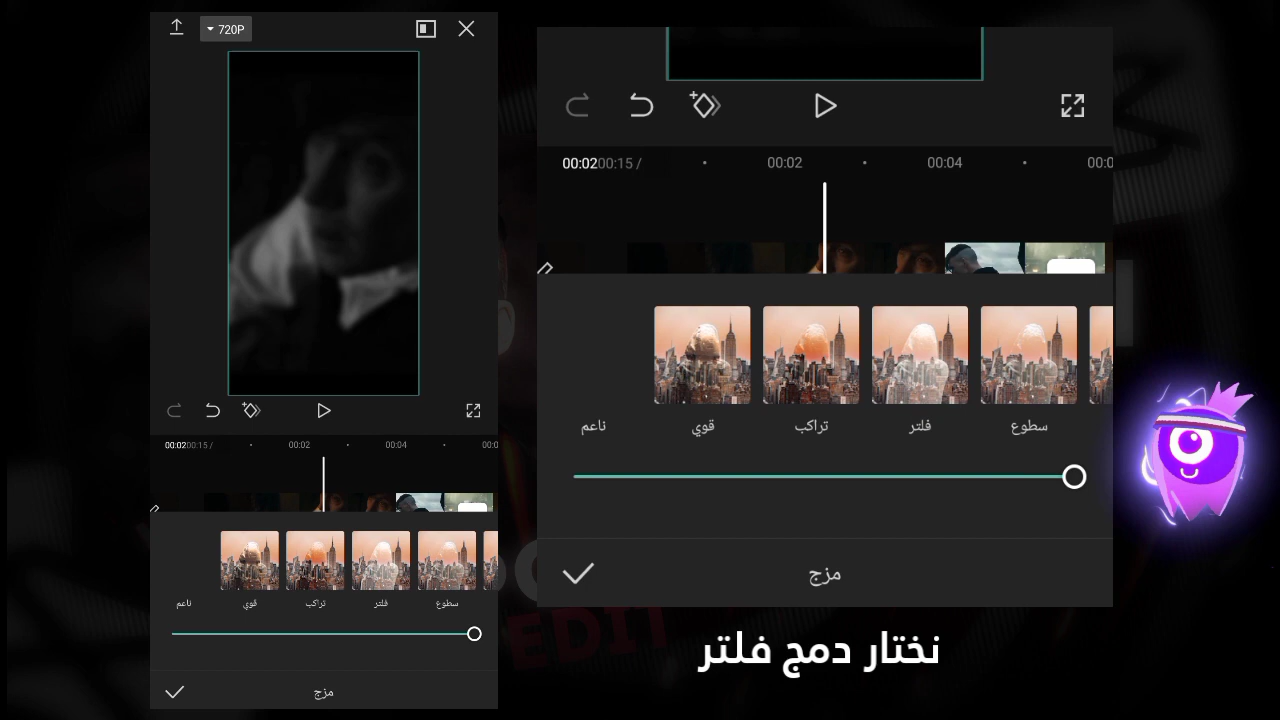 720P
00:02 00:15 /
00:02
00:04
00:0
ناعم
قوي
تراكب
فلتر
سطوع
مزج
00:02 00:15 /
00:02
00:04
00:0
ناعم
قوي
تراكب
فلتر
سطوع
مزج
نختار دمج فلتر
EDIT